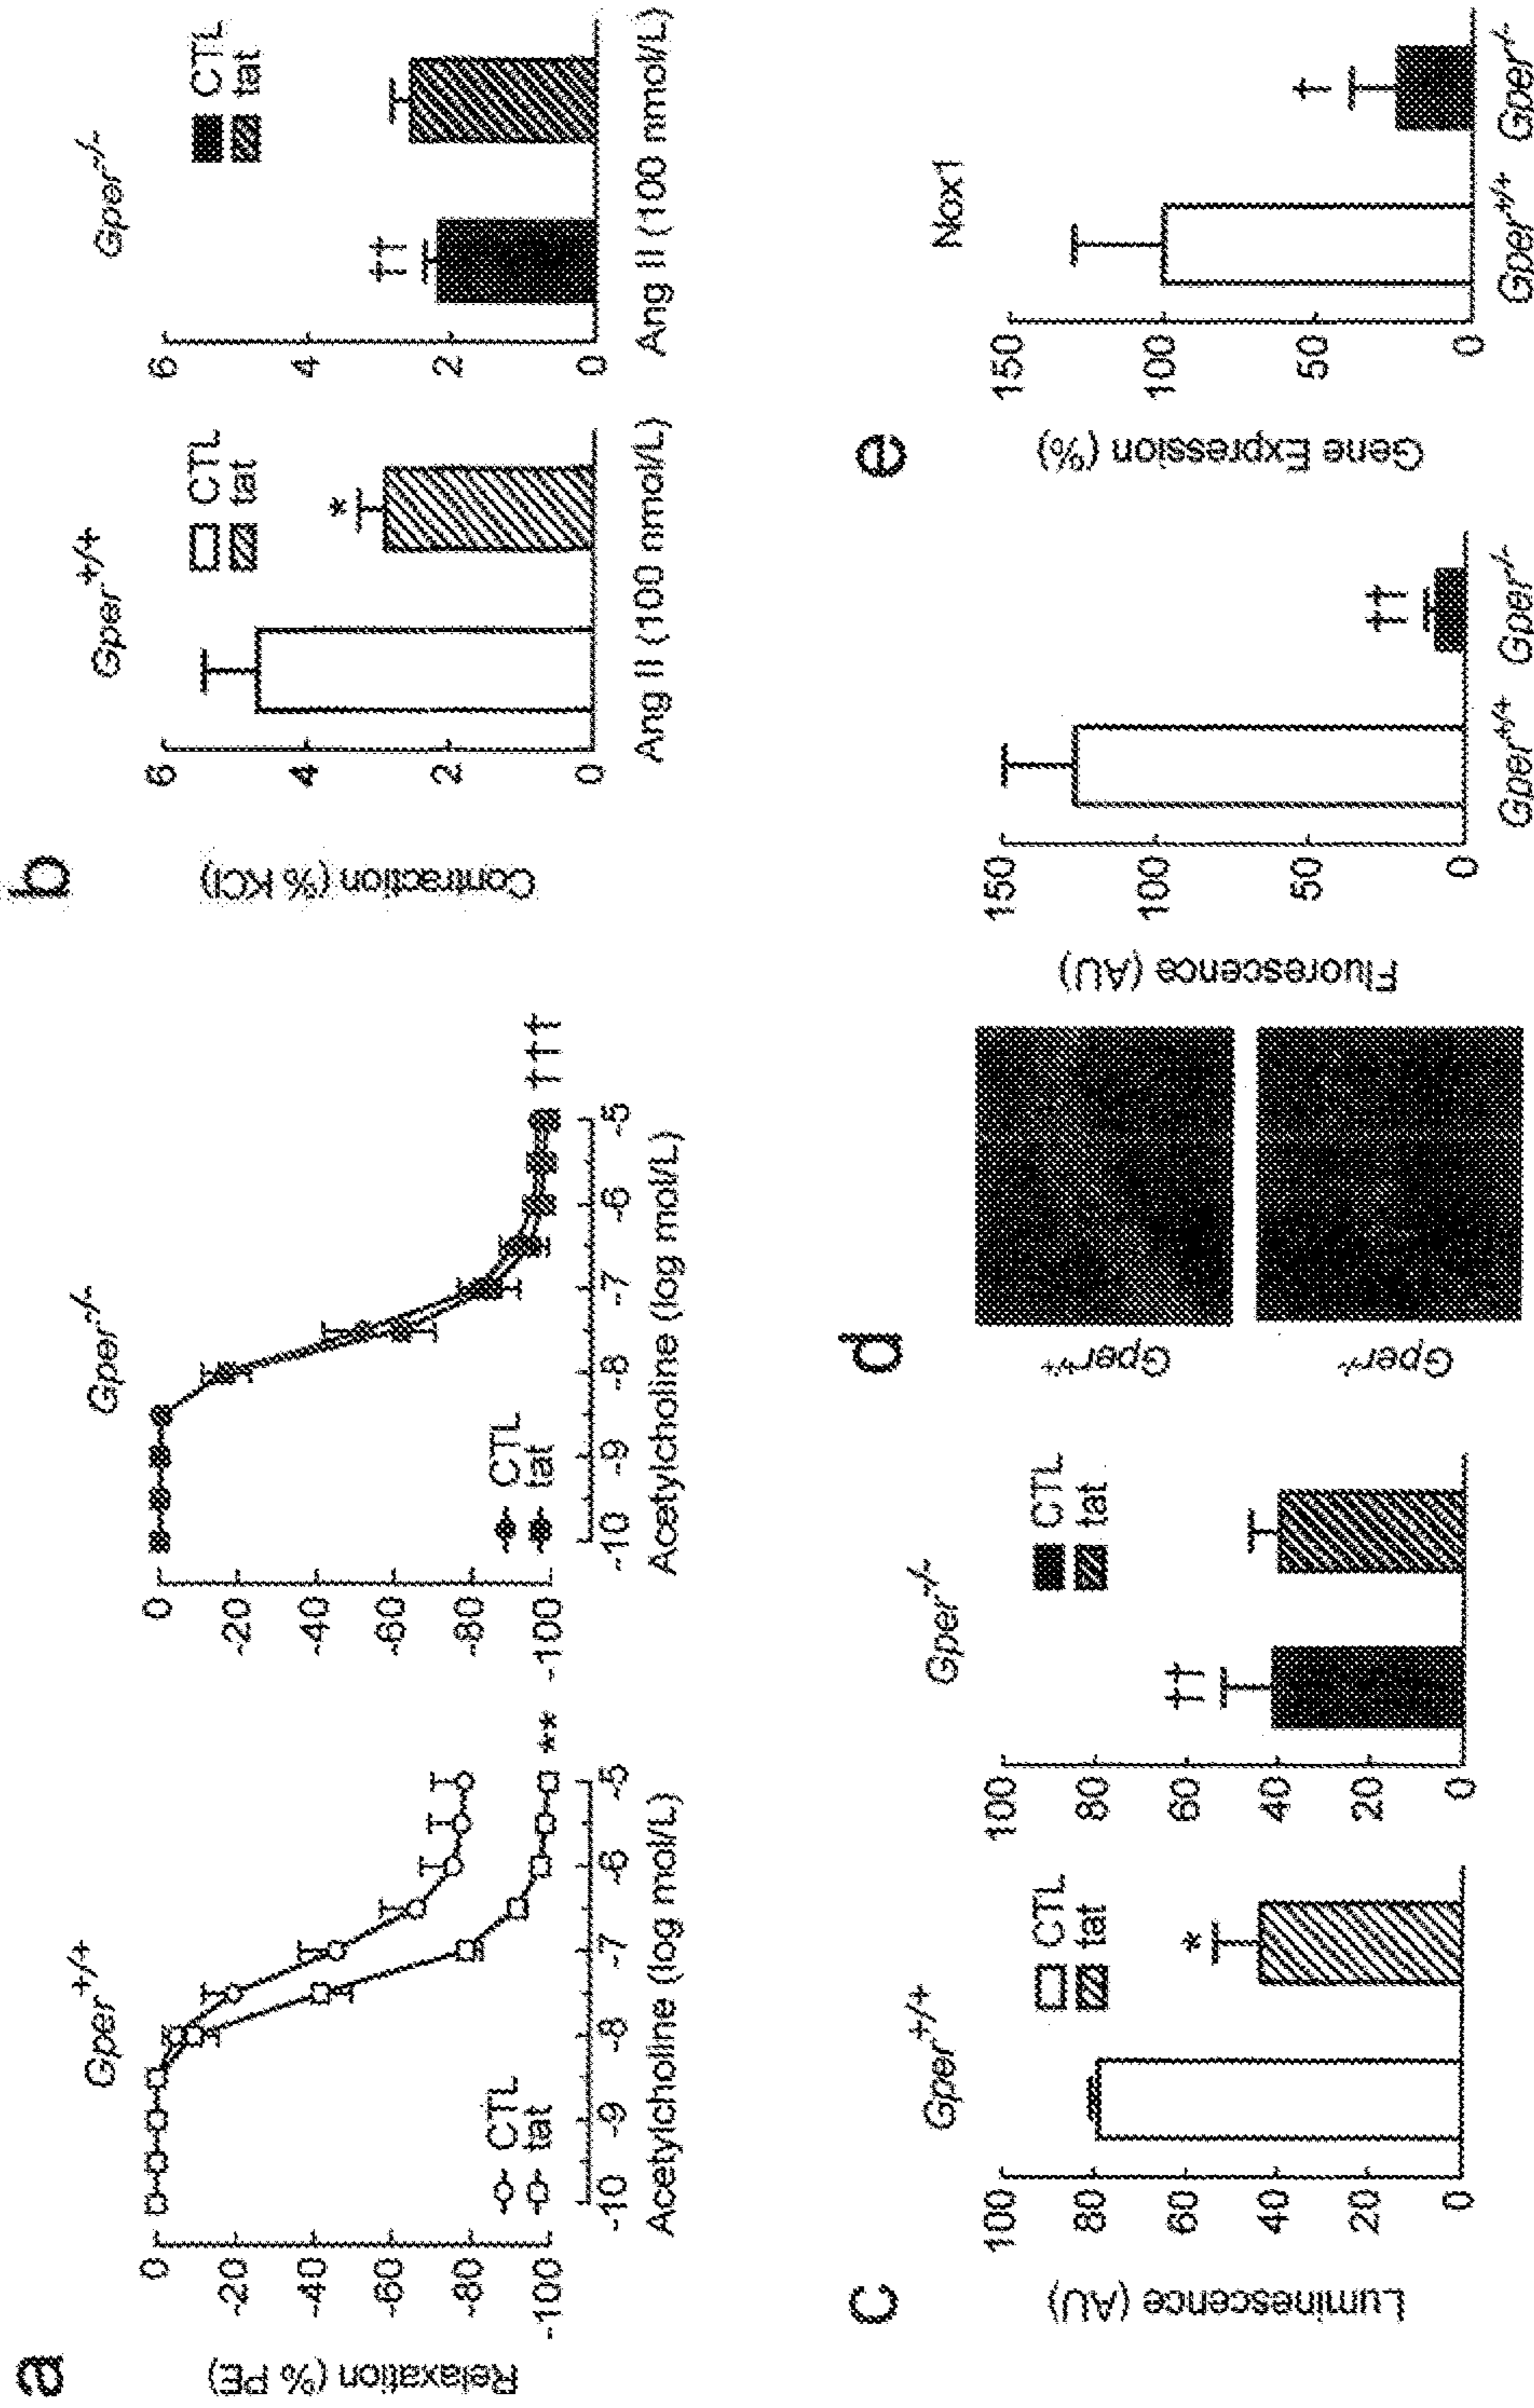 a
Relaxation (% PE)
Gper+/+
0
-20
-40
-60
-80
-100
CTL
tat
**
-10 -9 -8 -7 -6 -5
Acetylcholine (log mol/L)
Gper-/-
0
-20
-40
-60
-80
-100
CTL
tat
†††
-10 -9 -8 -7 -6 -5
Acetylcholine (log mol/L)
b
Contraction (% KCl)
Gper+/+
6
4
2
0
CTL
tat
*
Ang II (100 nmol/L)
Gper-/-
6
4
2
0
CTL
tat
††
Ang II (100 nmol/L)
c
Luminescence (AU)
Gper+/+
100
80
60
40
20
0
CTL
tat
*
Gper-/-
100
80
60
40
20
0
CTL
tat
††
d
Gper+/+
Gper-/-
Fluorescence (AU)
150
100
50
0
††
Gper+/+ Gper-/-
e
Nox1
Gene Expression (%)
150
100
50
0
†
Gper+/+ Gper-/-